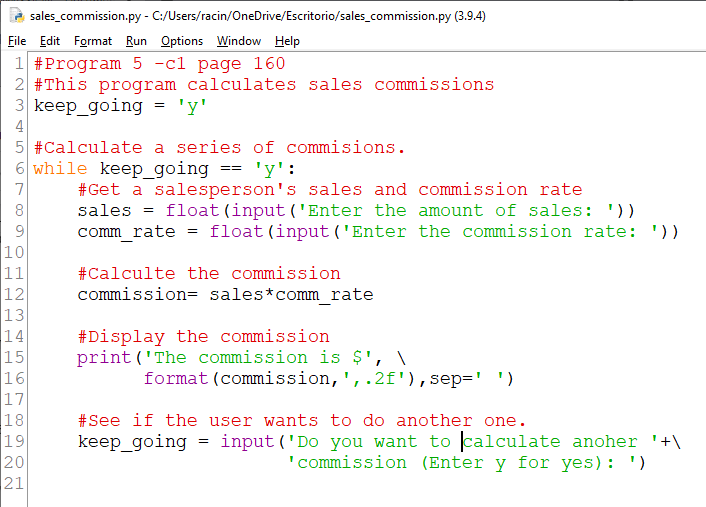 sales_commission.py - C:/Users/racin/OneDrive/Escritorio/sales_commission.py (3.9.4)
File Edit Format Run Options Window Help
1 #Program 5 -c1 page 160
2 #This program calculates sales commissions
3 keep_going = 'y'
4
5 #Calculate a series of commisions.
6 while keep_going == 'y':
7     #Get a salesperson's sales and commission rate
8     sales = float(input('Enter the amount of sales: '))
9     comm_rate = float(input('Enter the commission rate: '))
10
11     #Calculte the commission
12     commission= sales*comm_rate
13
14     #Display the commission
15     print('The commission is $', \
16           format(commission,',.2f'),sep=' ')
17
18     #See if the user wants to do another one.
19     keep_going = input('Do you want to calculate anoher '+\
20                        'commission (Enter y for yes): ')
21